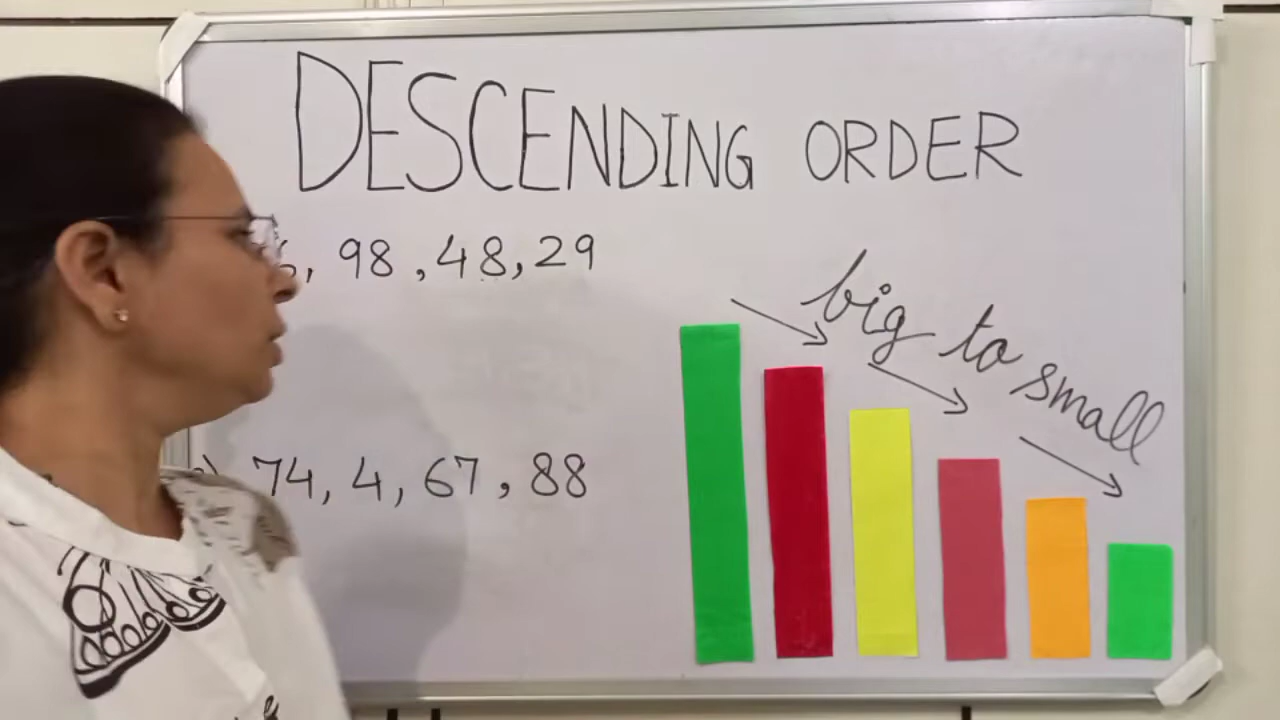 DESCENDING ORDER
98, 48, 29
big to small
74, 4, 67, 88